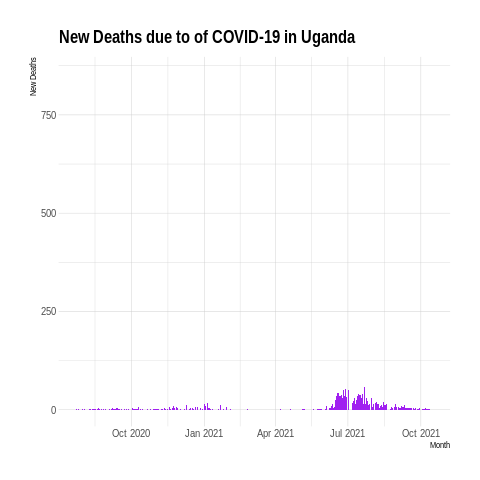 New Deaths due to of COVID-19 in Uganda
New Deaths
750
500
250
0
Oct 2020 Jan 2021 Apr 2021 Jul 2021 Oct 2021
Month